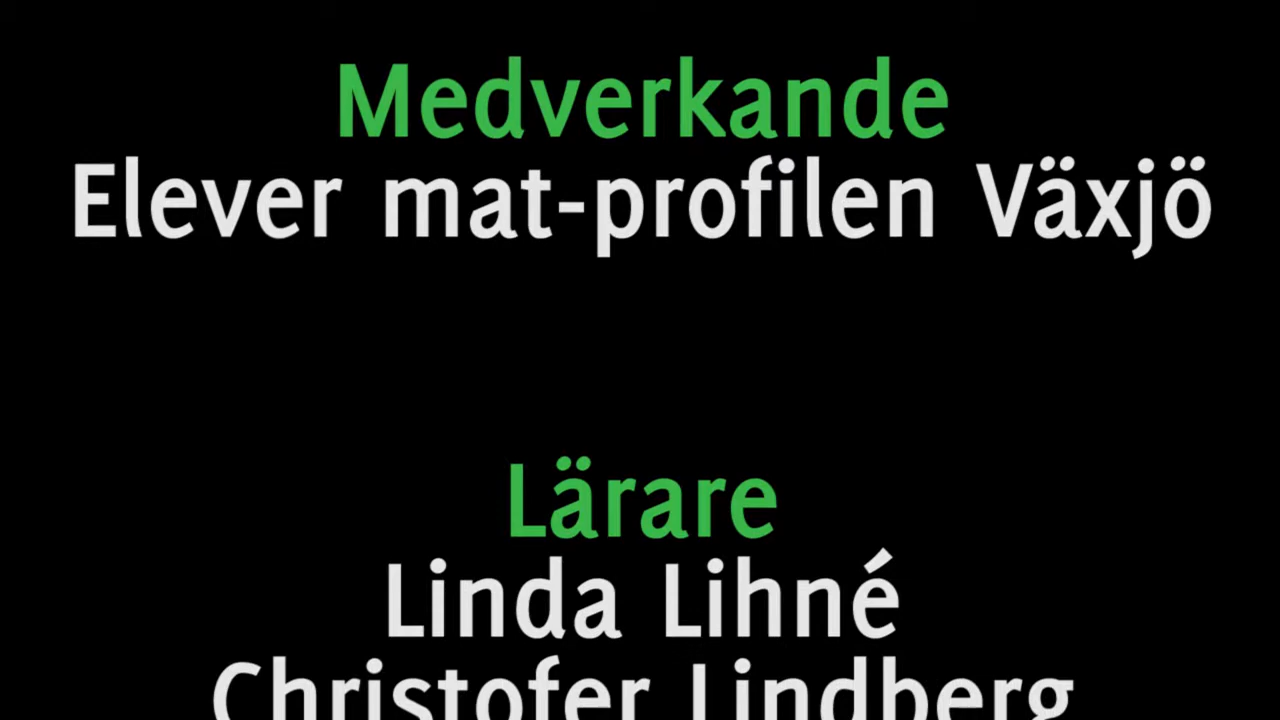 Medverkande
Elever mat-profilen Växjö
Lärare
Linda Lihné
Christofer Lindberg